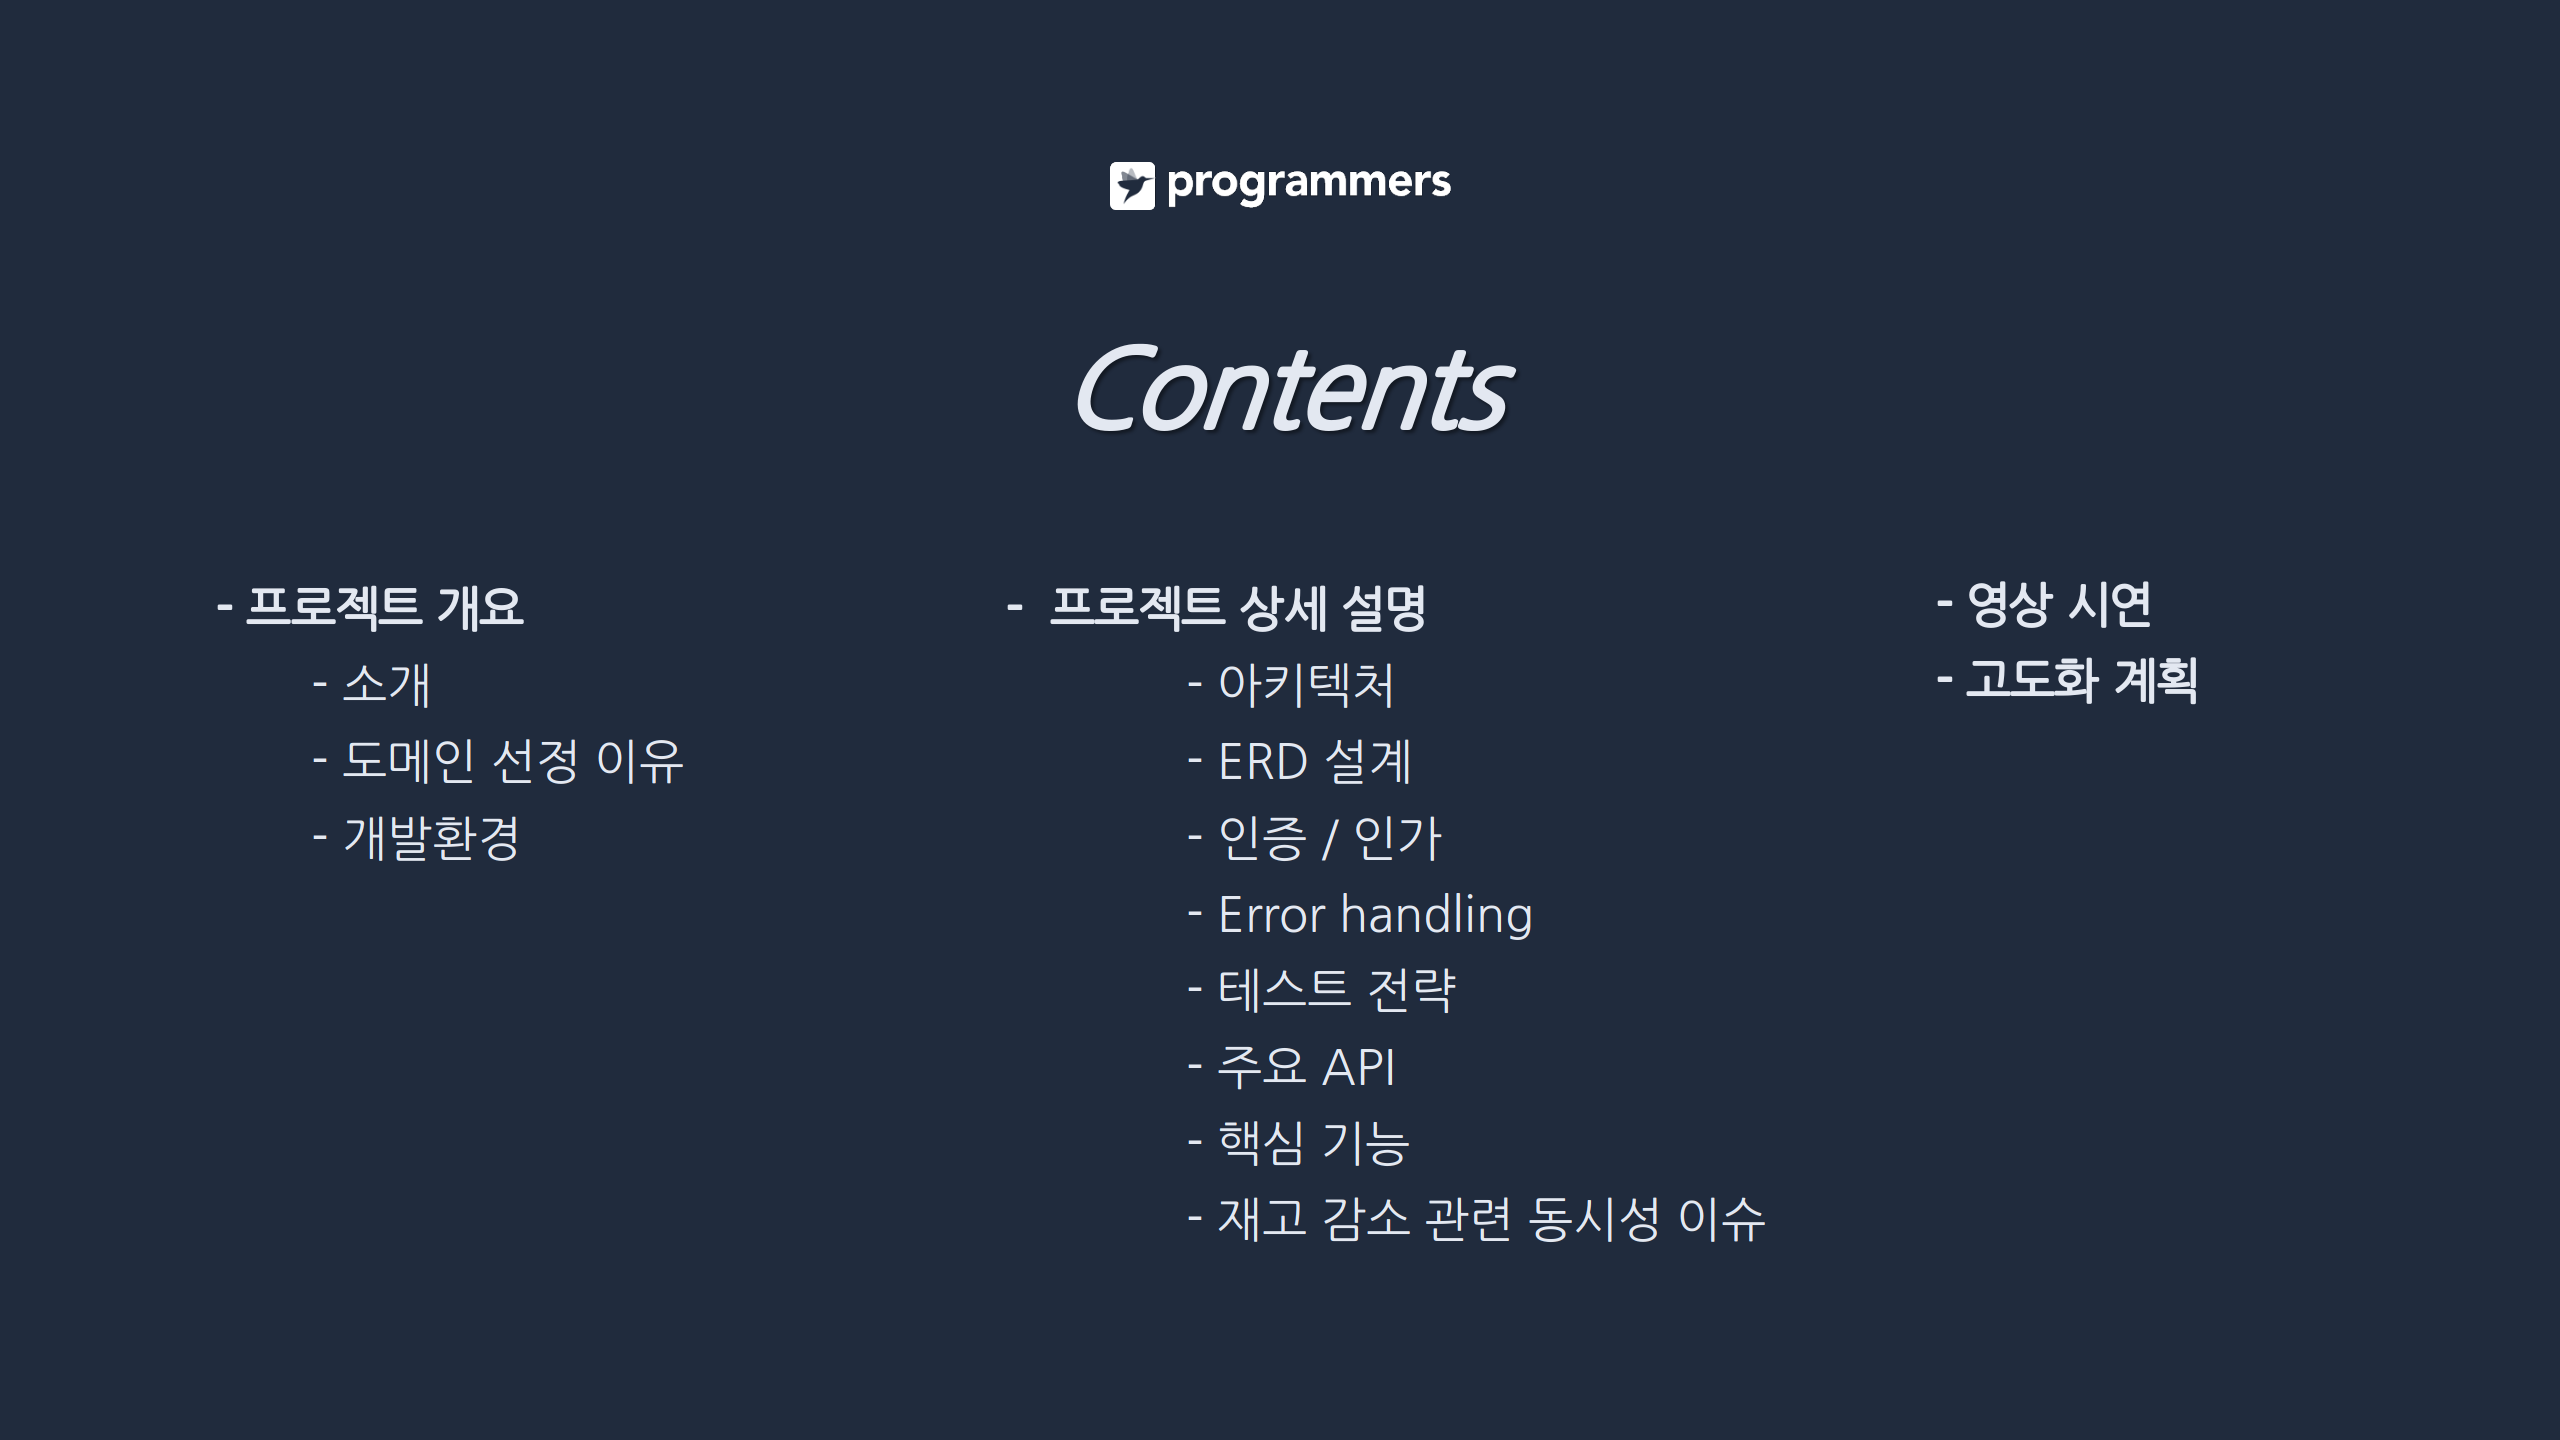 programmers
Contents
- 프로젝트 개요
- 소개
- 도메인 선정 이유
- 개발환경
- 프로젝트 상세 설명
- 아키텍처
- ERD 설계
- 인증 / 인가
- Error handling
- 테스트 전략
- 주요 API
- 핵심 기능
- 재고 감소 관련 동시성 이슈
- 영상 시연
- 고도화 계획